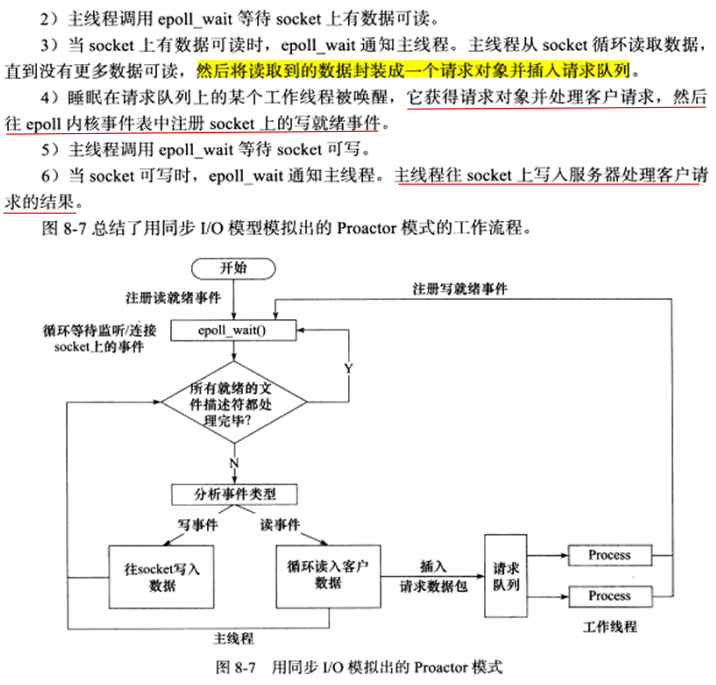 2）主线程调用 epoll_wait 等待 socket 上有数据可读。
3）当 socket 上有数据可读时，epoll_wait 通知主线程。主线程从 socket 循环读取数据，
直到没有更多数据可读，然后将读取到的数据封装成一个请求对象并插入请求队列。
4）睡眠在请求队列上的某个工作线程被唤醒，它获得请求对象并处理客户请求，然后
往 epoll 内核事件表中注册 socket 上的写就绪事件。
5）主线程调用 epoll_wait 等待 socket 可写。
6）当 socket 可写时，epoll_wait 通知主线程。主线程往 socket 上写入服务器处理客户请
求的结果。
图 8-7 总结了用同步 I/O 模型模拟出的 Proactor 模式的工作流程。
开始
注册读就绪事件
注册写就绪事件
循环等待监听/连接
socket上的事件
epoll_wait()
Y
所有就绪的文
件描述符都处
理完毕?
N
分析事件类型
写事件
读事件
往socket写入
数据
循环读入客户
数据
插入
请求数据包
请求
队列
Process
Process
工作线程
主线程
图 8-7 用同步 I/O 模拟出的 Proactor 模式